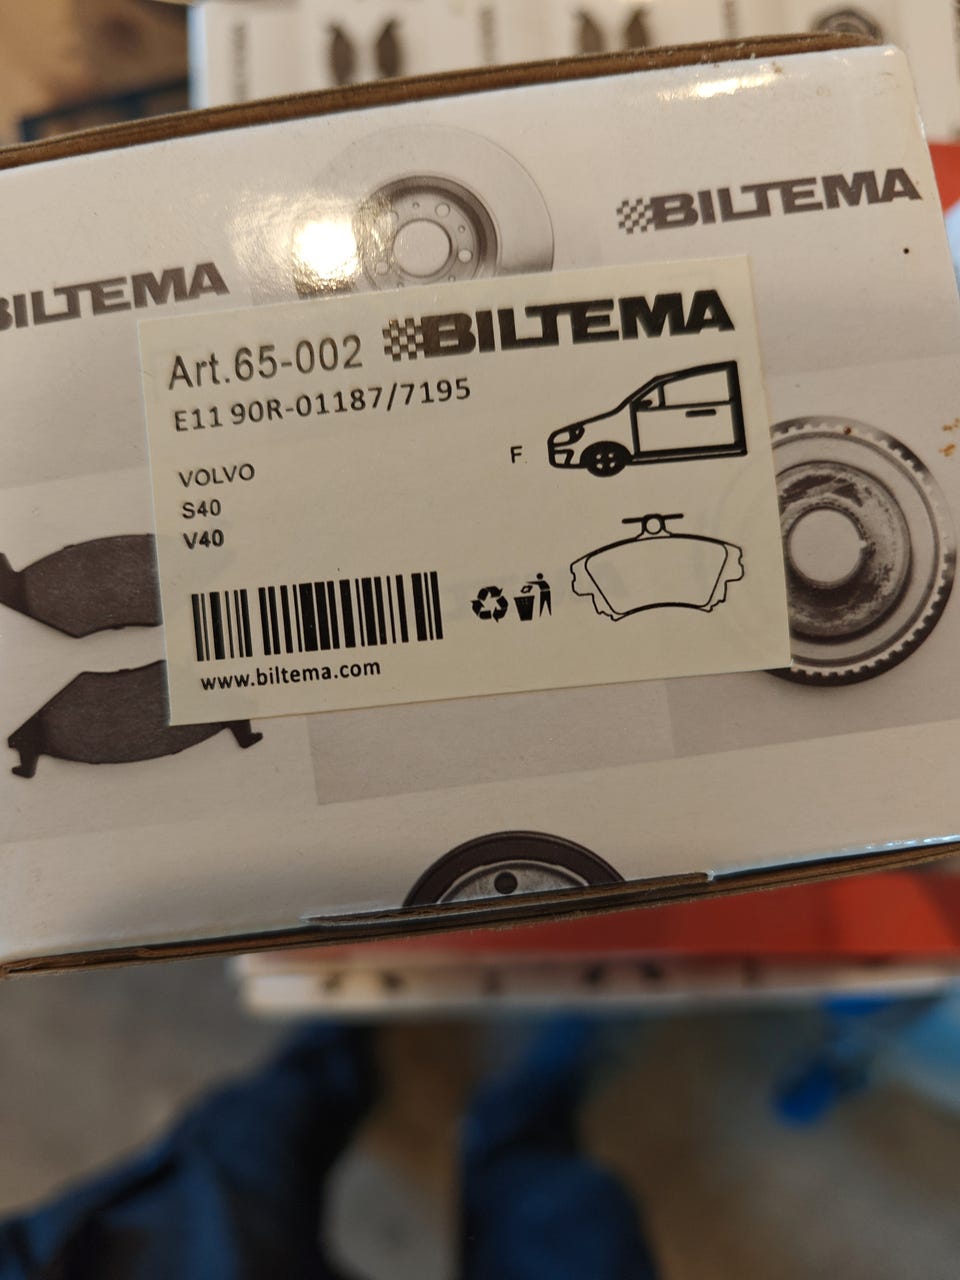 BILTEMA
BILTEMA
Art.65-002 BILTEMA
E11 90R-01187/7195
F
VOLVO
S40
V40
www.biltema.com